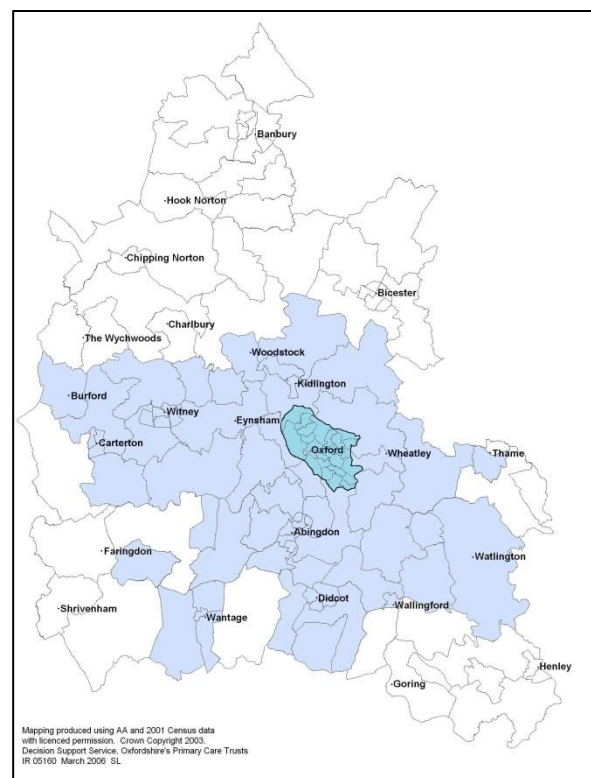 Banbury
Hook Norton
Chipping Norton
Bicester
Charlbury
The Wychwoods
Woodstock
Kidlington
Burford
Witney
Eynsham
Carterton
Oxford
Wheatley
Thame
Abingdon
Faringdon
Watlington
Didcot
Wallingford
Shrivenham
Wantage
Henley
Goring
Mapping produced using AA and 2001 Census data
with licenced permission. Crown Copyright 2003.
Decision Support Service, Oxfordshire's Primary Care Trusts
IR 05160 March 2006 SL